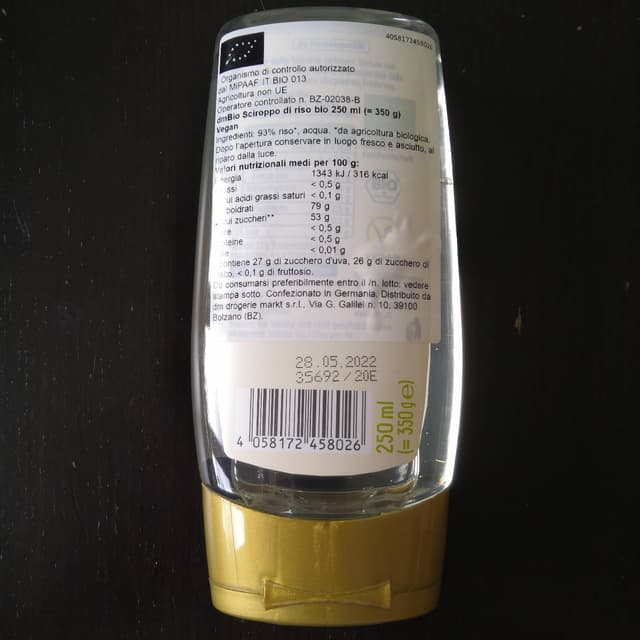 4058172458026
Organismo di controllo autorizzato
dal MiPAAF IT BIO 013
Agricoltura non UE
Operatore controllato n. BZ-02038-B
dmBio Sciroppo di riso bio 250 ml (= 350 g)
Vegan
Ingredienti: 93% riso*, acqua. *da agricoltura biologica.
Dopo l'apertura conservare in luogo fresco e asciutto, al
riparo dalla luce.
Valori nutrizionali medi per 100 g:
1343 kJ / 316 kcal
< 0,5 g
acidi grassi saturi < 0,1 g
79 g
zuccheri** 53 g
< 0,5 g
< 0,5 g
< 0,01 g
contiene 27 g di zucchero d'uva, 26 g di zucchero di
< 0,1 g di fruttosio.
Da consumarsi preferibilmente entro il /n. lotto: vedere
stampa sotto. Confezionato in Germania. Distribuito da
dm drogerie markt s.r.l., Via G. Galilei n. 10, 39100
Bolzano (BZ).
28.05.2022
35692/20E
4 058172 458026
250 ml
(= 350 g e)